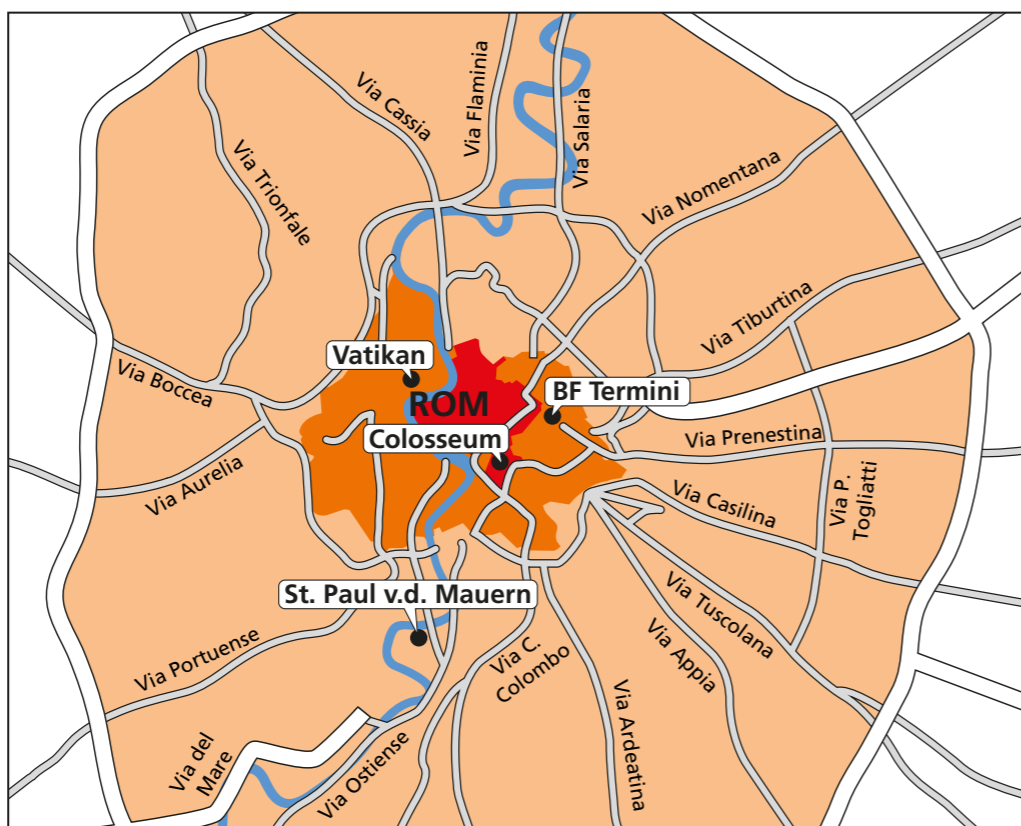 Via Cassia
Via Flaminia
Via Salaria
Via Trionfale
Via Nomentana
Via Tiburtina
Vatikan
Via Boccea
ROM
BF Termini
Colosseum
Via Prenestina
Via Aurelia
Via Casilina
Via P.
Togliatti
St. Paul v.d. Mauern
Via Tuscolana
Via Portuense
Via C.
Colombo
Via Appia
Via Ardeatina
Via del
Mare
Via Ostiense